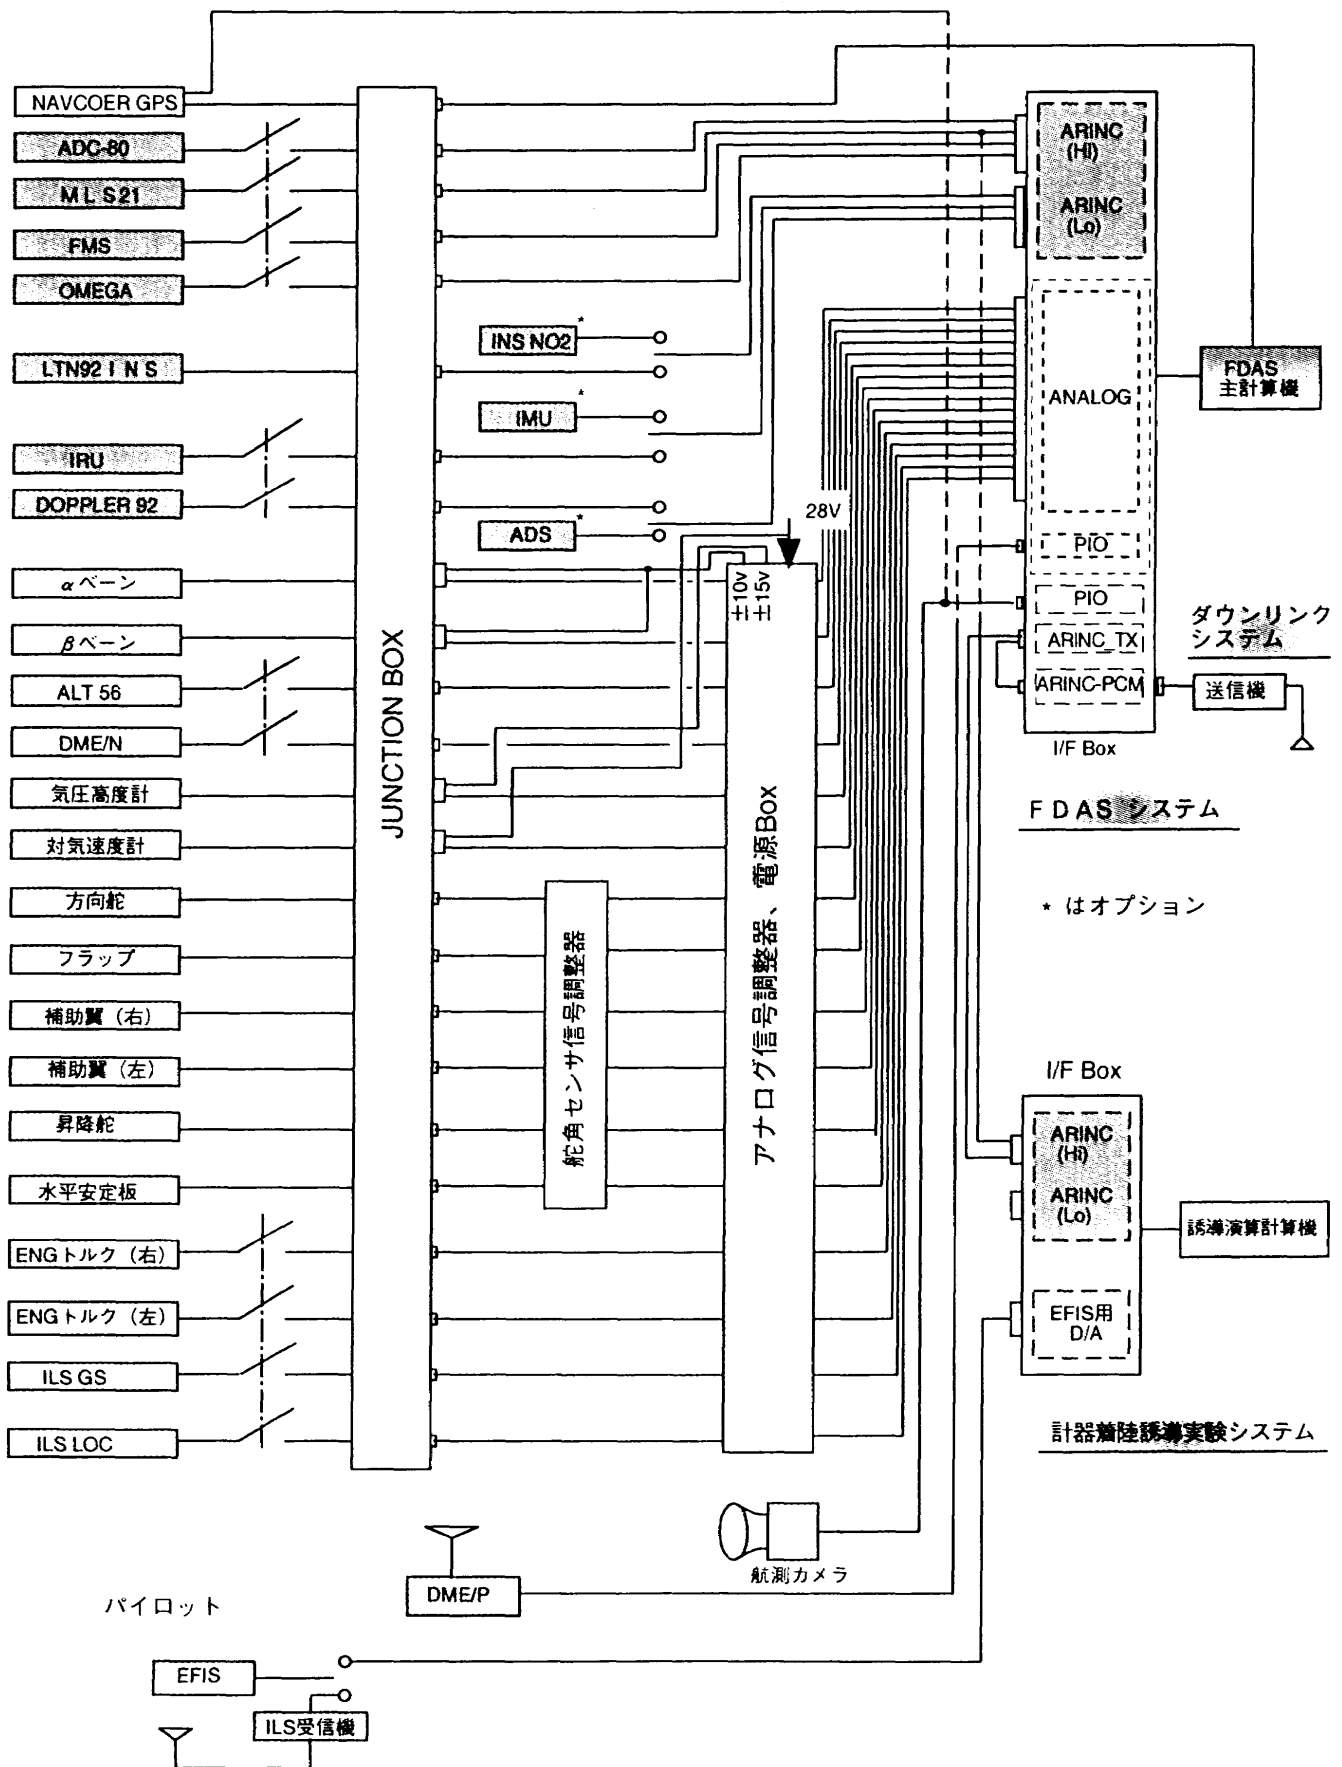 NAVCOER GPS
ADC-80
M L S21
FMS
OMEGA
LTN92 I N S
IRU
DOPPLER 92
αベーン
βベーン
ALT 56
DME/N
気圧高度計
対気速度計
方向舵
フラップ
補助翼（右）
補助翼（左）
昇降舵
水平安定板
ENGトルク（右）
ENGトルク（左）
ILS GS
ILS LOC
JUNCTION BOX
INS NO2
*
IMU
*
ADS
*
28V
±10v
±15v
舵角センサ信号調整器
アナログ信号調整器、電源Box
ARINC
(HI)
ARINC
(Lo)
ANALOG
PIO
PIO
ARINC_TX
ARINC-PCM
I/F Box
FDAS
主計算機
ダウンリンク
システム
送信機
F D AS システム
* はオプション
I/F Box
ARINC
(Hi)
ARINC
(Lo)
EFIS用
D/A
誘導演算計算機
計器着陸誘導実験システム
航測カメラ
DME/P
パイロット
EFIS
ILS受信機